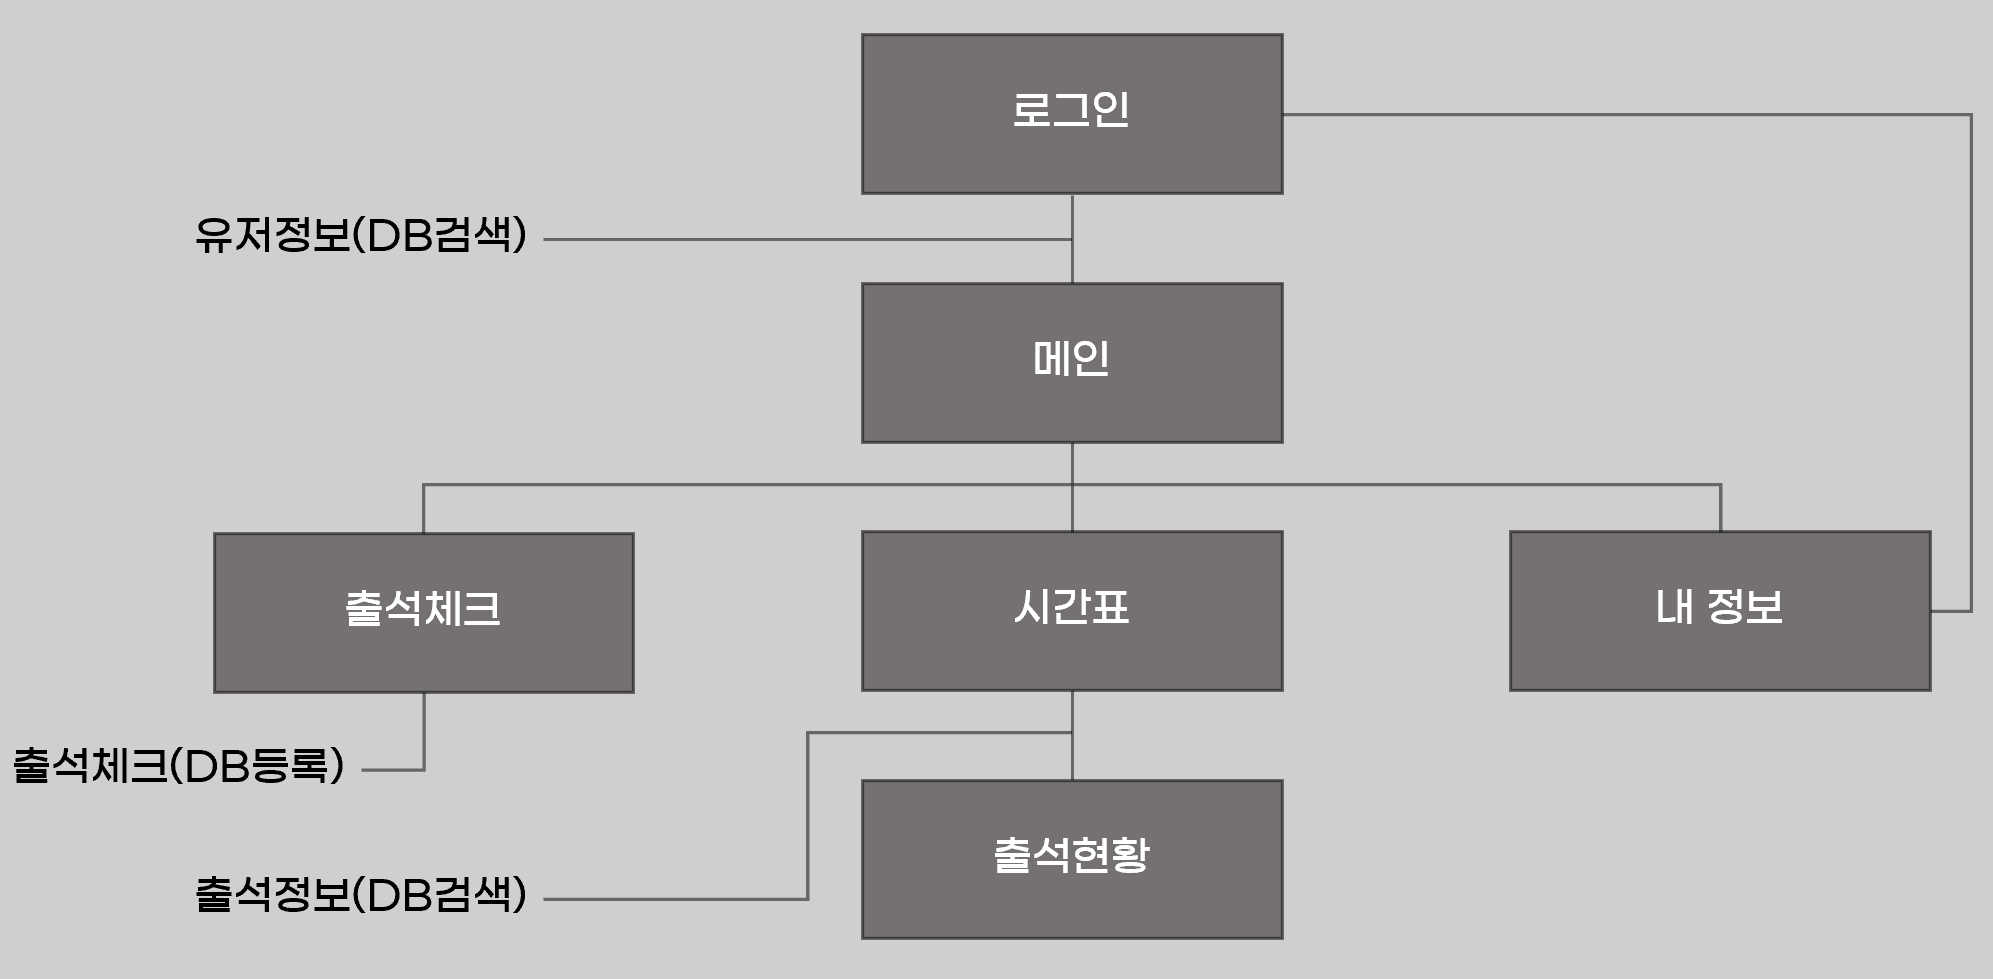 로그인
유저정보(DB검색)
메인
출석체크
시간표
내 정보
출석체크(DB등록)
출석현황
출석정보(DB검색)